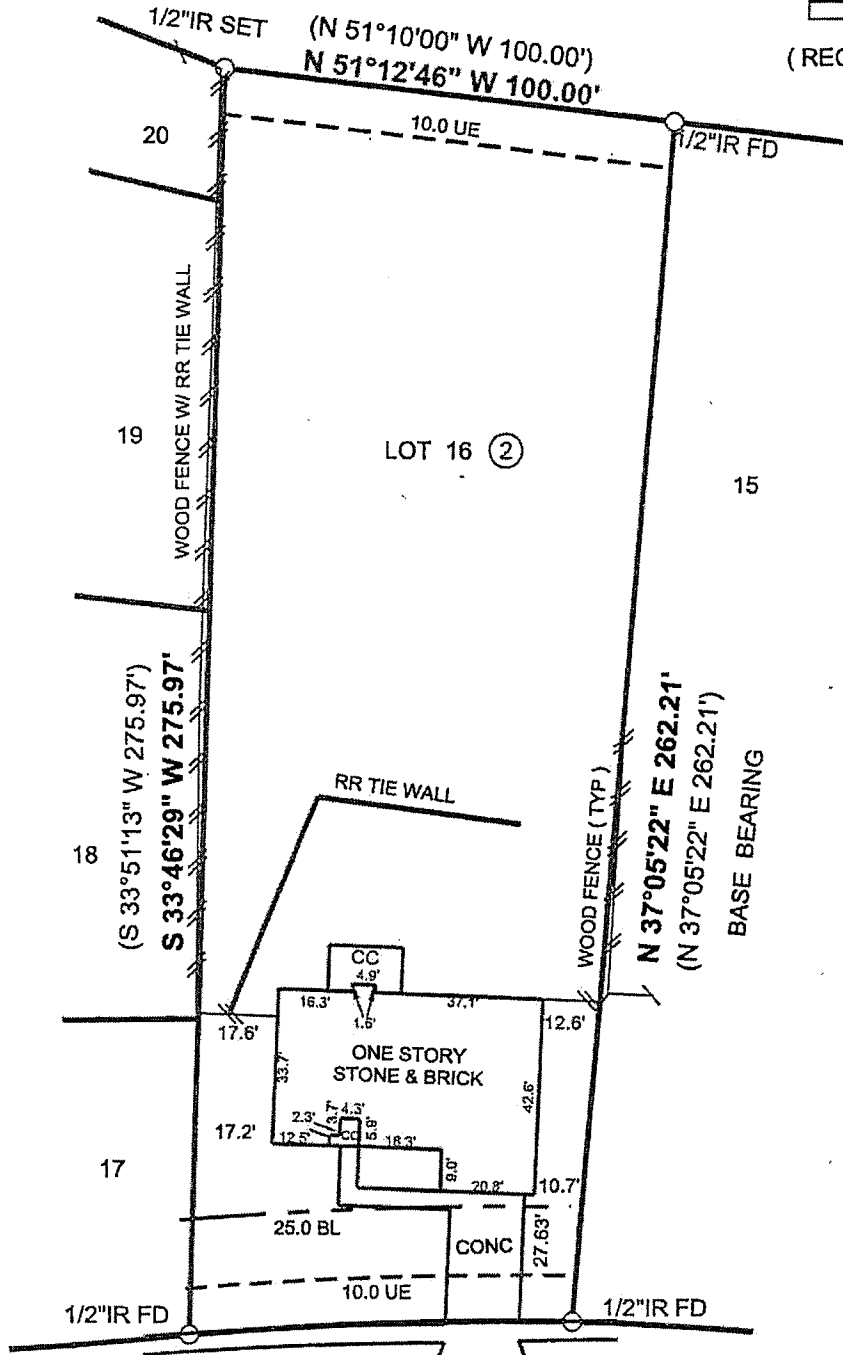 1/2"IR SET
(N 51°10'00" W 100.00')
N 51°12'46" W 100.00'
( REC
10.0 UE
1/2"IR FD
20
WOOD FENCE W/ RR TIE WALL
19
LOT 16 2
15
(S 33°51'13" W 275.97')
S 33°46'29" W 275.97'
18
RR TIE WALL
WOOD FENCE ( TYP )
N 37°05'22" E 262.21'
(N 37°05'22" E 262.21')
BASE BEARING
CC
4.9'
16.3'
37.1'
1.6'
17.6'
12.6'
ONE STORY
STONE & BRICK
33.7'
42.6'
2.3'
3.7'
4.3'
5.9'
17.2'
12.5'
CC
16.3'
9.0'
17
20.8'
10.7'
25.0 BL
CONC
27.63'
10.0 UE
1/2"IR FD
1/2"IR FD